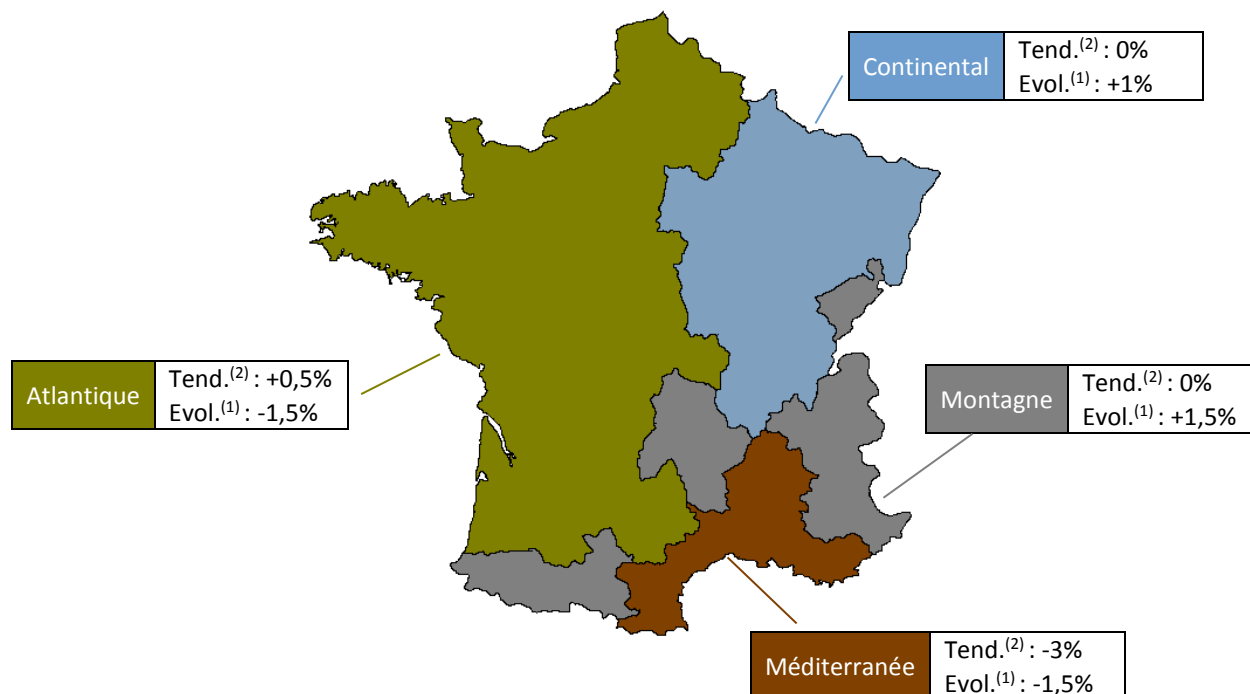 Continental
Tend.(2) : 0%
Evol.(1) : +1%
Atlantique
Tend.(2) : +0,5%
Evol.(1) : -1,5%
Montagne
Tend.(2) : 0%
Evol.(1) : +1,5%
Méditerranée
Tend.(2) : -3%
Evol.(1) : -1,5%